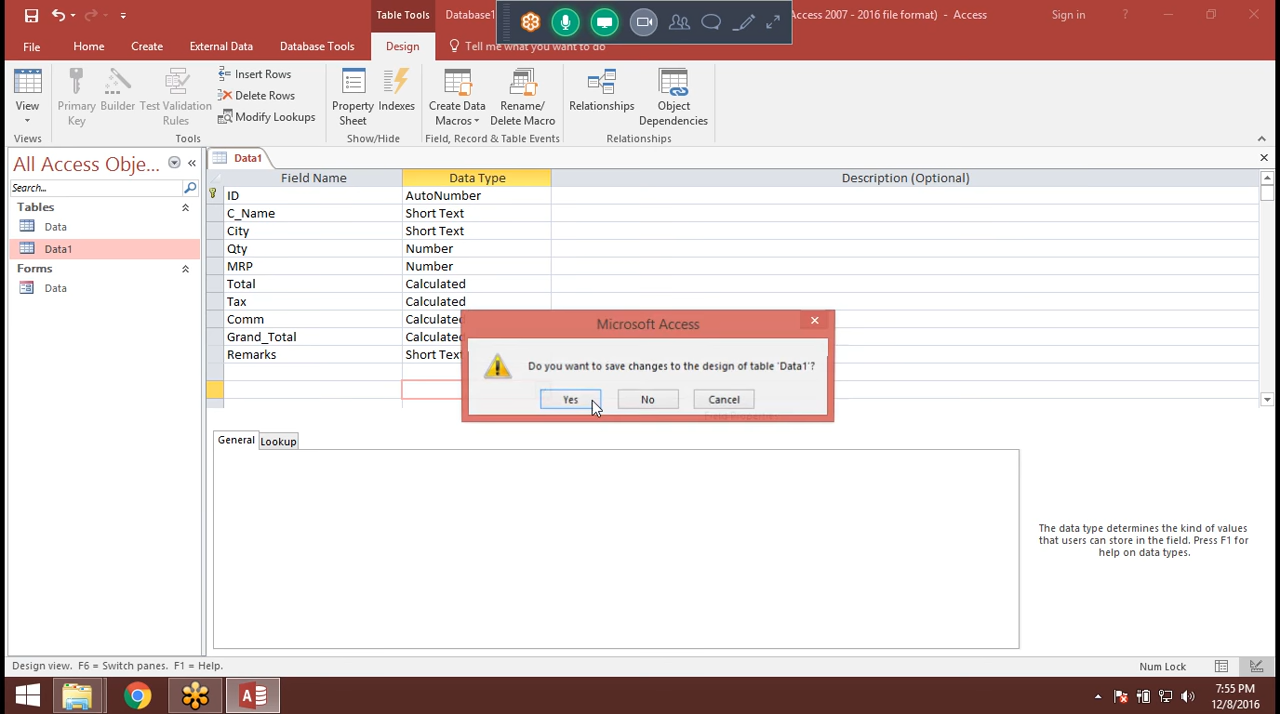 Table Tools
Database1
Access 2007 - 2016 file format) - Access
Sign in
?
File
Home
Create
External Data
Database Tools
Design
Tell me what you want to do
View
Primary Key
Builder
Test Validation Rules
Insert Rows
Delete Rows
Modify Lookups
Property Sheet
Indexes
Create Data Macros
Rename/ Delete Macro
Relationships
Object Dependencies
Views
Tools
Show/Hide
Field, Record & Table Events
Relationships
All Access Obje...
Search...
Tables
Data
Data1
Forms
Data
Data1
Field Name
Data Type
Description (Optional)
ID
AutoNumber
C_Name
Short Text
City
Short Text
Qty
Number
MRP
Number
Total
Calculated
Tax
Calculated
Comm
Calculated
Grand_Total
Calculated
Remarks
Short Text
Microsoft Access
Do you want to save changes to the design of table 'Data1'?
Yes
No
Cancel
General
Lookup
The data type determines the kind of values
that users can store in the field. Press F1 for
help on data types.
Design view. F6 = Switch panes. F1 = Help.
Num Lock
7:55 PM
12/8/2016